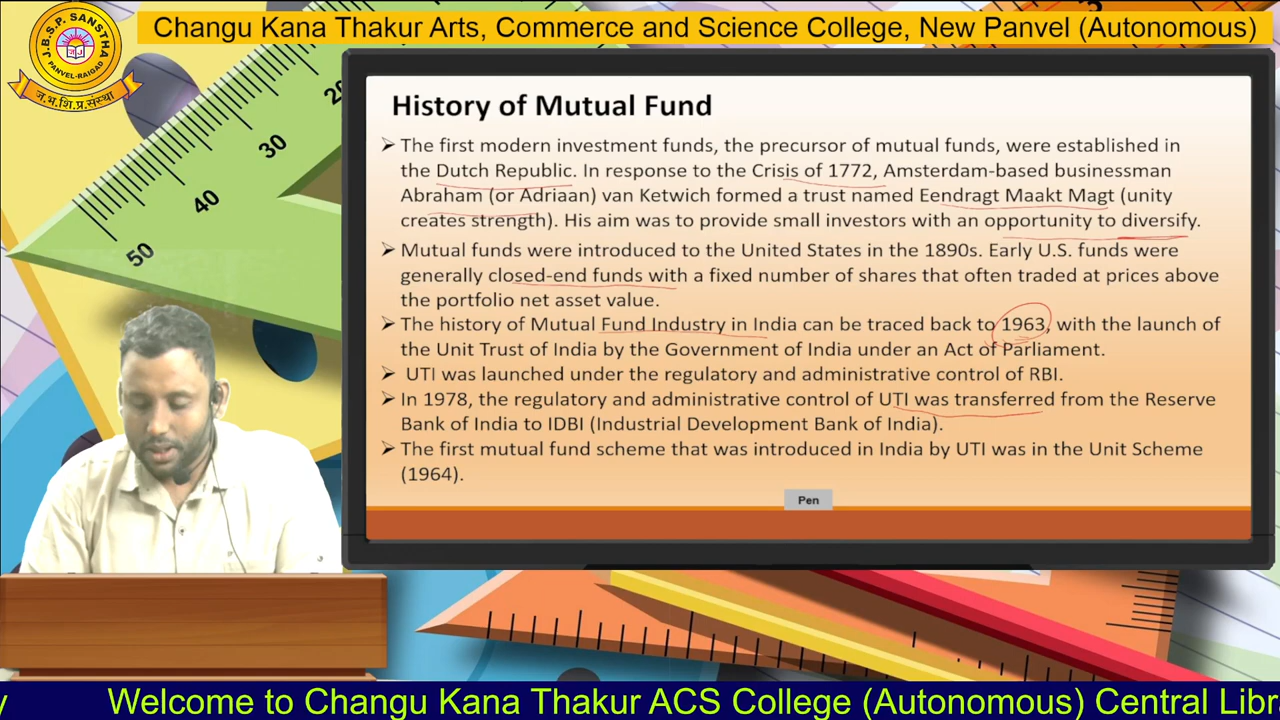 Changu Kana Thakur Arts, Commerce and Science College, New Panvel (Autonomous)
J.B.S.P. SANSTHA
PANVEL-RAIGAD
ज.भ.शि.प्र.संस्था
30
40
50
History of Mutual Fund
➢ The first modern investment funds, the precursor of mutual funds, were established in
the Dutch Republic. In response to the Crisis of 1772, Amsterdam-based businessman
Abraham (or Adriaan) van Ketwich formed a trust named Eendragt Maakt Magt (unity
creates strength). His aim was to provide small investors with an opportunity to diversify.
➢ Mutual funds were introduced to the United States in the 1890s. Early U.S. funds were
generally closed-end funds with a fixed number of shares that often traded at prices above
the portfolio net asset value.
➢ The history of Mutual Fund Industry in India can be traced back to 1963, with the launch of
the Unit Trust of India by the Government of India under an Act of Parliament.
➢ UTI was launched under the regulatory and administrative control of RBI.
➢ In 1978, the regulatory and administrative control of UTI was transferred from the Reserve
Bank of India to IDBI (Industrial Development Bank of India).
➢ The first mutual fund scheme that was introduced in India by UTI was in the Unit Scheme
(1964).
Pen
Welcome to Changu Kana Thakur ACS College (Autonomous) Central Libr